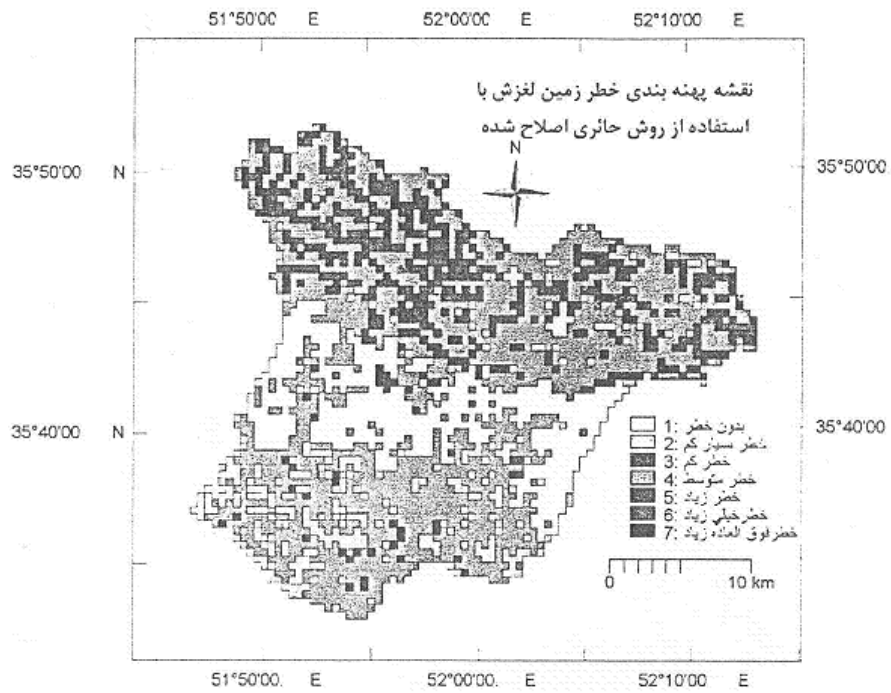 51°50'00 E 52°00'00 E 52°10'00 E
نقشه پهنه بندی خطر زمین لغزش با
استفاده از روش حائری اصلاح شده
N
35°50'00 N
35°50'00
35°40'00 N
35°40'00
1: بدون خطر
2: خطر بسیار کم
3: خطر کم
4: خطر متوسط
5: خطر زیاد
6: خطر خیلی زیاد
7: خطر فوق العاده زیاد
0 10 km
51°50'00. E 52°00'00. E 52°10'00 E